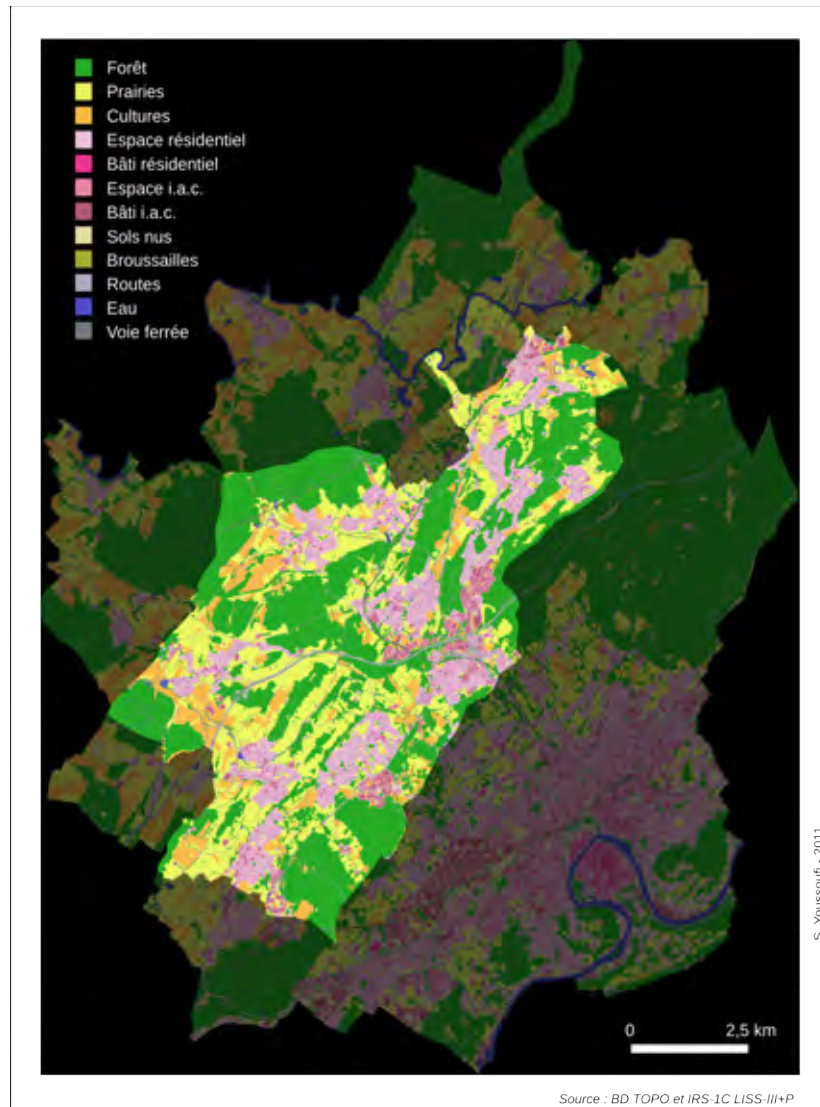 Forêt
Prairies
Cultures
Espace résidentiel
Bâti résidentiel
Espace i.a.c.
Bâti i.a.c.
Sols nus
Broussailles
Routes
Eau
Voie ferrée
S. Youssoufi - 2011
0 2,5 km
Source : BD TOPO et IRS-1C LISS-III+P